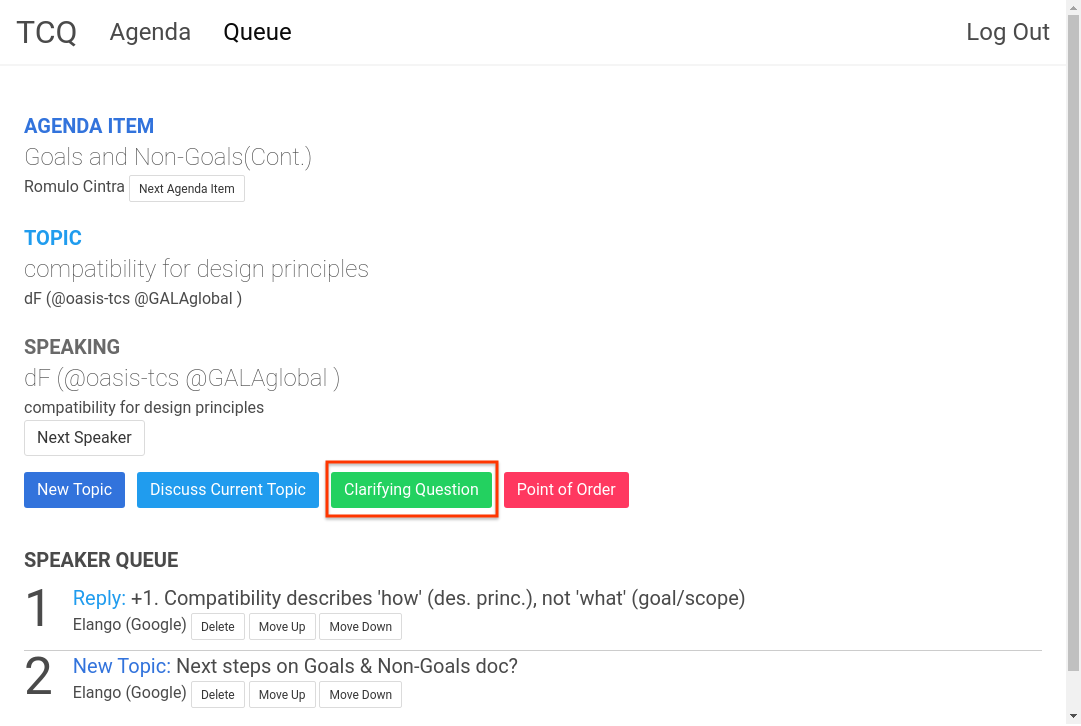 TCQ Agenda Queue Log Out
AGENDA ITEM
Goals and Non-Goals(Cont.)
Romulo Cintra Next Agenda Item
TOPIC
compatibility for design principles
dF (@oasis-tcs @GALAglobal )
SPEAKING
dF (@oasis-tcs @GALAglobal )
compatibility for design principles
Next Speaker
New Topic Discuss Current Topic Clarifying Question Point of Order
SPEAKER QUEUE
1 Reply: +1. Compatibility describes 'how' (des. princ.), not 'what' (goal/scope)
Elango (Google) Delete Move Up Move Down
2 New Topic: Next steps on Goals & Non-Goals doc?
Elango (Google) Delete Move Up Move Down